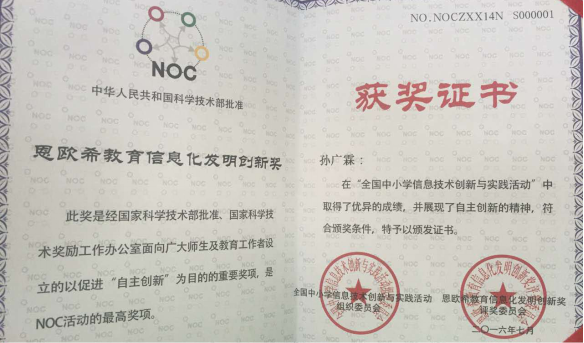 NOC
中华人民共和国科学技术部批准
恩欧希教育信息化发明创新奖
此奖是经国家科学技术部批准、国家科学技
术奖励工作办公室面向广大师生及教育工作者设
立的以促进“自主创新”为目的的重要奖项，是
NOC活动的最高奖项。
NO.NOCZXX14N S000001
获奖证书
孙广霖：
在“全国中小学信息技术创新与实践活动”中
取得了优异的成绩，并展现了自主创新的精神，符
合颁奖条件，特予以颁发证书。
全国中小学信息技术创新与实践活动
组织委员会
恩欧希教育信息化发明创新奖
评奖委员会
二〇一六年七月